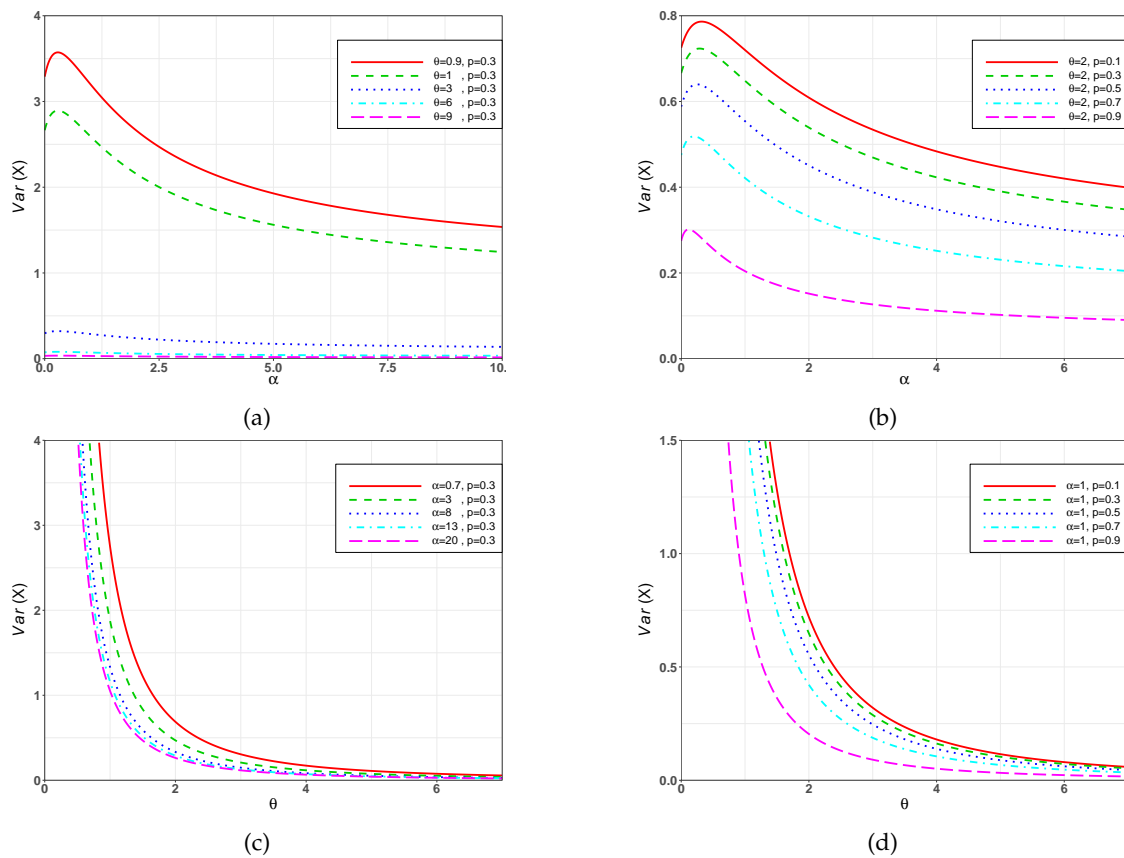 4
3
2
1
0
Var (X)
0.0
2.5
5.0
7.5
10.
α
θ=0.9, p=0.3
θ=1 , p=0.3
θ=3 , p=0.3
θ=6 , p=0.3
θ=9 , p=0.3
(a)
0.8
0.6
0.4
0.2
0.0
Var (X)
0
2
4
6
α
θ=2, p=0.1
θ=2, p=0.3
θ=2, p=0.5
θ=2, p=0.7
θ=2, p=0.9
(b)
4
3
2
1
0
Var (X)
0
2
4
6
θ
α=0.7, p=0.3
α=3 , p=0.3
α=8 , p=0.3
α=13 , p=0.3
α=20 , p=0.3
(c)
1.5
1.0
0.5
0.0
Var (X)
0
2
4
6
θ
α=1, p=0.1
α=1, p=0.3
α=1, p=0.5
α=1, p=0.7
α=1, p=0.9
(d)